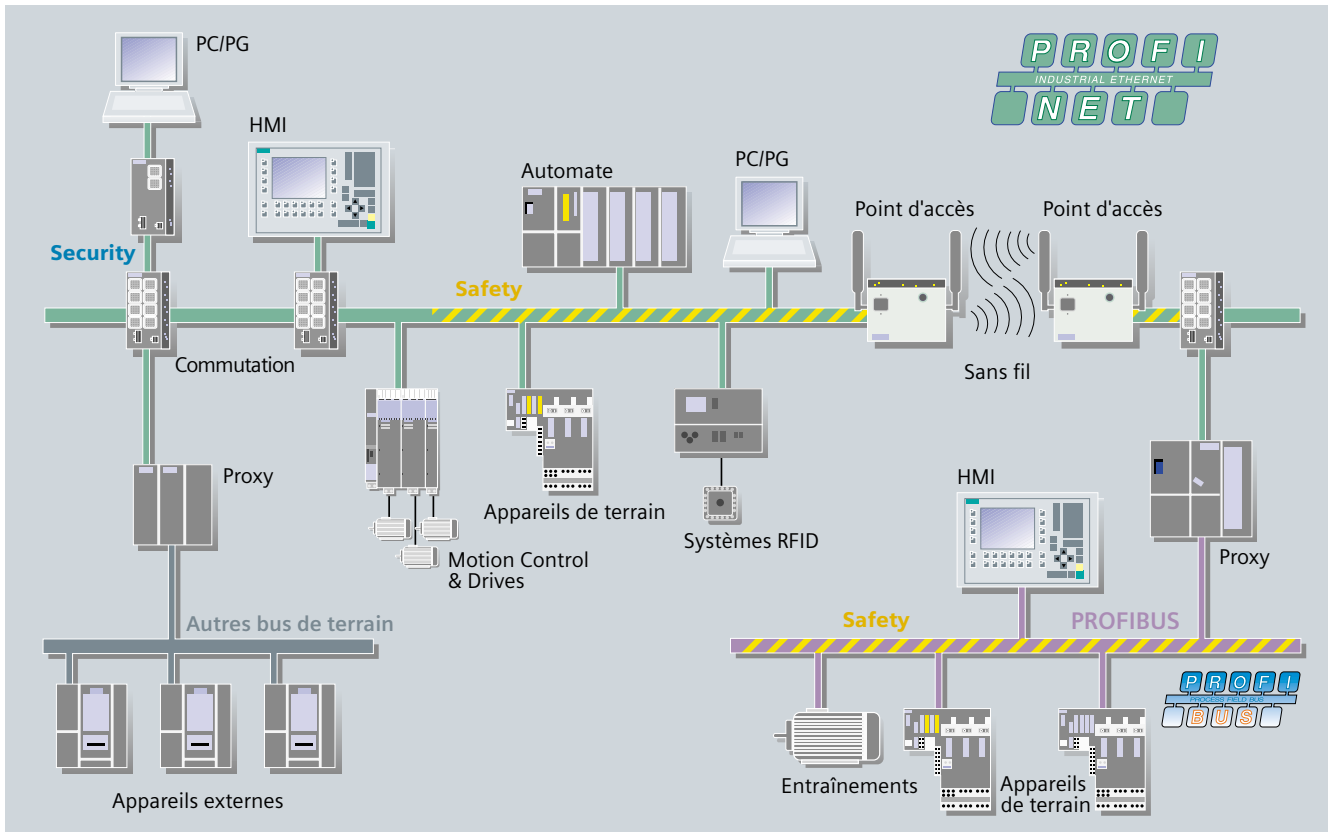 PC/PG
PROFI
INDUSTRIAL ETHERNET
NET
HMI
Automate
PC/PG
Point d'accès
Point d'accès
Security
Safety
Commutation
Sans fil
Proxy
HMI
Appareils de terrain
Systèmes RFID
Motion Control
& Drives
Proxy
Autres bus de terrain
Safety
PROFIBUS
PROFI
PROCESS FIELD BUS
BUS
Entraînements
Appareils
de terrain
Appareils externes